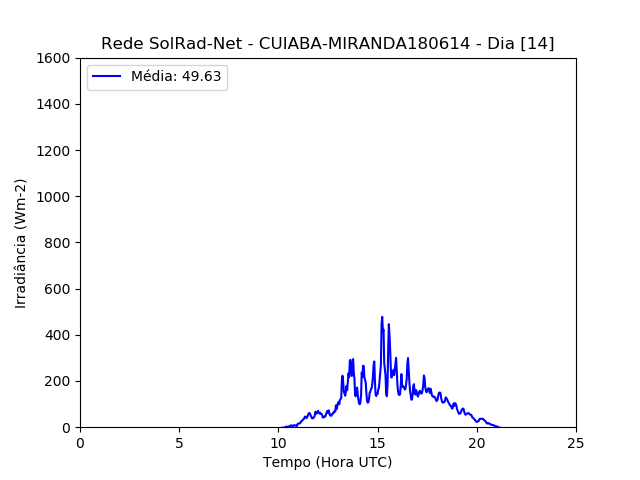 Rede SolRad-Net - CUIABA-MIRANDA180614 - Dia [14]
Média: 49.63
1600
1400
1200
1000
800
600
400
200
0
Irradiância (Wm-2)
0 5 10 15 20 25
Tempo (Hora UTC)